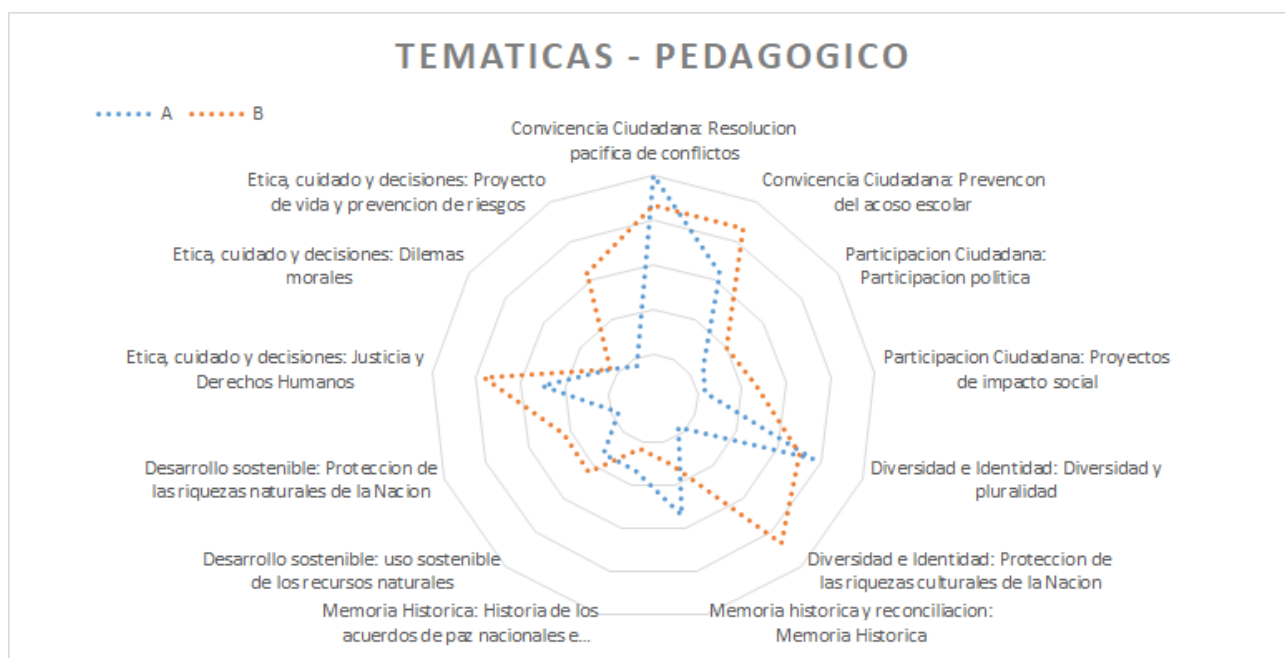 TEMATICAS - PEDAGOGICO
A
B
Convicencia Ciudadana: Resolucion
pacifica de conflictos
Convicencia Ciudadana: Prevencon
del acoso escolar
Participacion Ciudadana:
Participacion politica
Participacion Ciudadana: Proyectos
de impacto social
Diversidad e Identidad: Diversidad y
pluralidad
Diversidad e Identidad: Proteccion de
las riquezas culturales de la Nacion
Memoria historica y reconciliacion:
Memoria Historica
Memoria Historica: Historia de los
acuerdos de paz nacionales e...
Desarrollo sostenible: uso sostenible
de los recursos naturales
Desarrollo sostenible: Proteccion de
las riquezas naturales de la Nacion
Etica, cuidado y decisiones: Justicia y
Derechos Humanos
Etica, cuidado y decisiones: Dilemas
morales
Etica, cuidado y decisiones: Proyecto
de vida y prevencion de riesgos